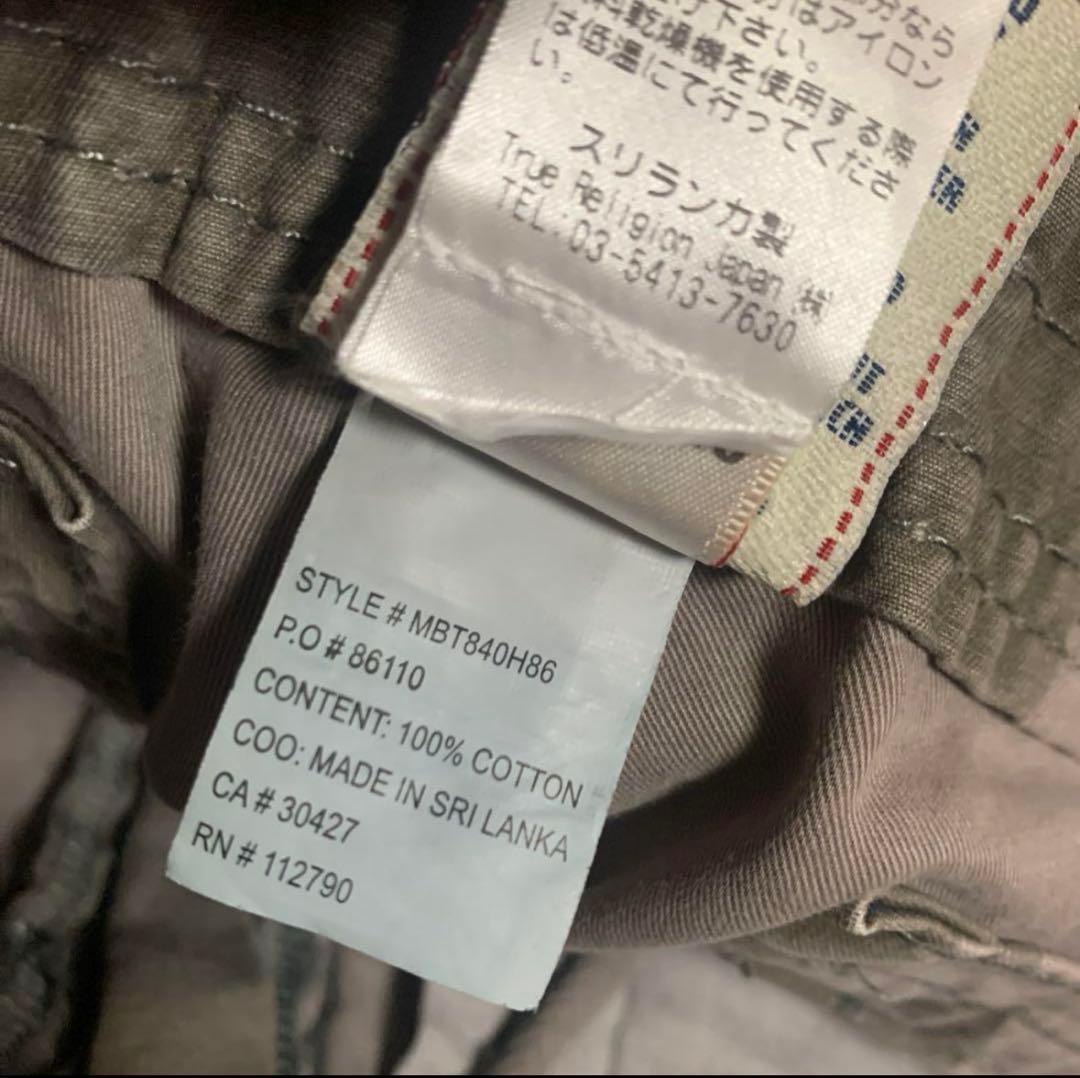 部分なら
はアイロン
行下さい。
乾燥機を使用する際
は低温にて行ってくださ
い。
スリランカ製
True Religion Japan ㈱
TEL:03-5413-7630
STYLE # MBT840H86
P.O # 86110
CONTENT: 100% COTTON
COO: MADE IN SRI LANKA
CA # 30427
RN # 112790